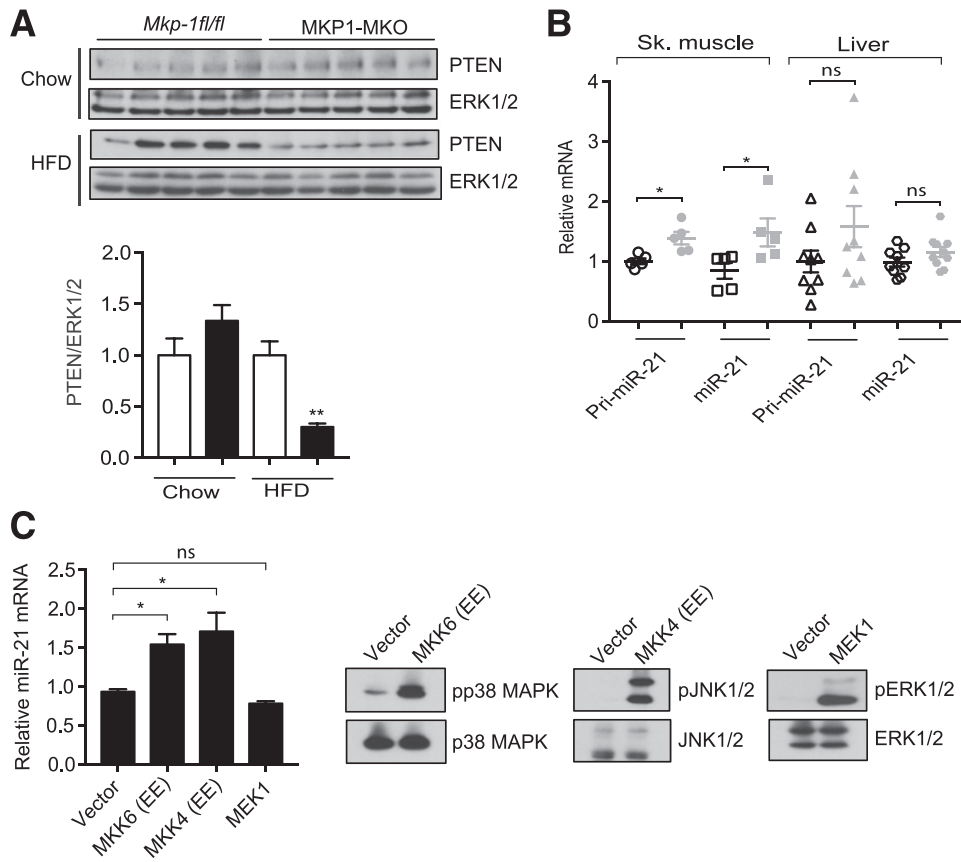 A
Mkp-1fl/fl MKP1-MKO
Chow
PTEN
ERK1/2
HFD
PTEN
ERK1/2
PTEN/ERK1/2
2.0
1.5
1.0
0.5
0.0
**
Chow HFD
B
Sk. muscle Liver
Relative mRNA
4
3
2
1
0
* * ns ns
Pri-miR-21 miR-21 Pri-miR-21 miR-21
C
Relative miR-21 mRNA
2.5
2.0
1.5
1.0
0.5
0.0
ns
*
*
Vector MKK6 (EE) MKK4 (EE) MEK1
Vector MKK6 (EE)
pp38 MAPK
p38 MAPK
Vector MKK4 (EE)
pJNK1/2
JNK1/2
Vector MEK1
pERK1/2
ERK1/2